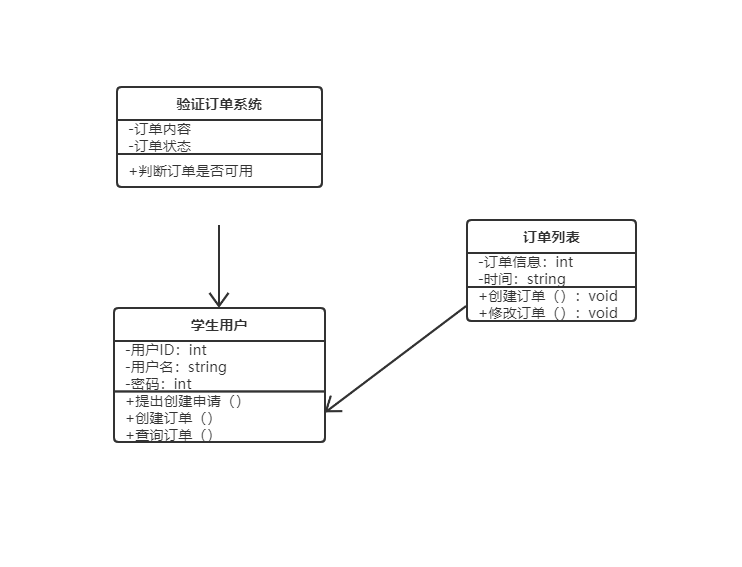 验证订单系统
-订单内容
-订单状态
+判断订单是否可用
订单列表
-订单信息：int
-时间：string
+创建订单（）：void
+修改订单（）：void
学生用户
-用户ID：int
-用户名：string
-密码：int
+提出创建申请（）
+创建订单（）
+查询订单（）